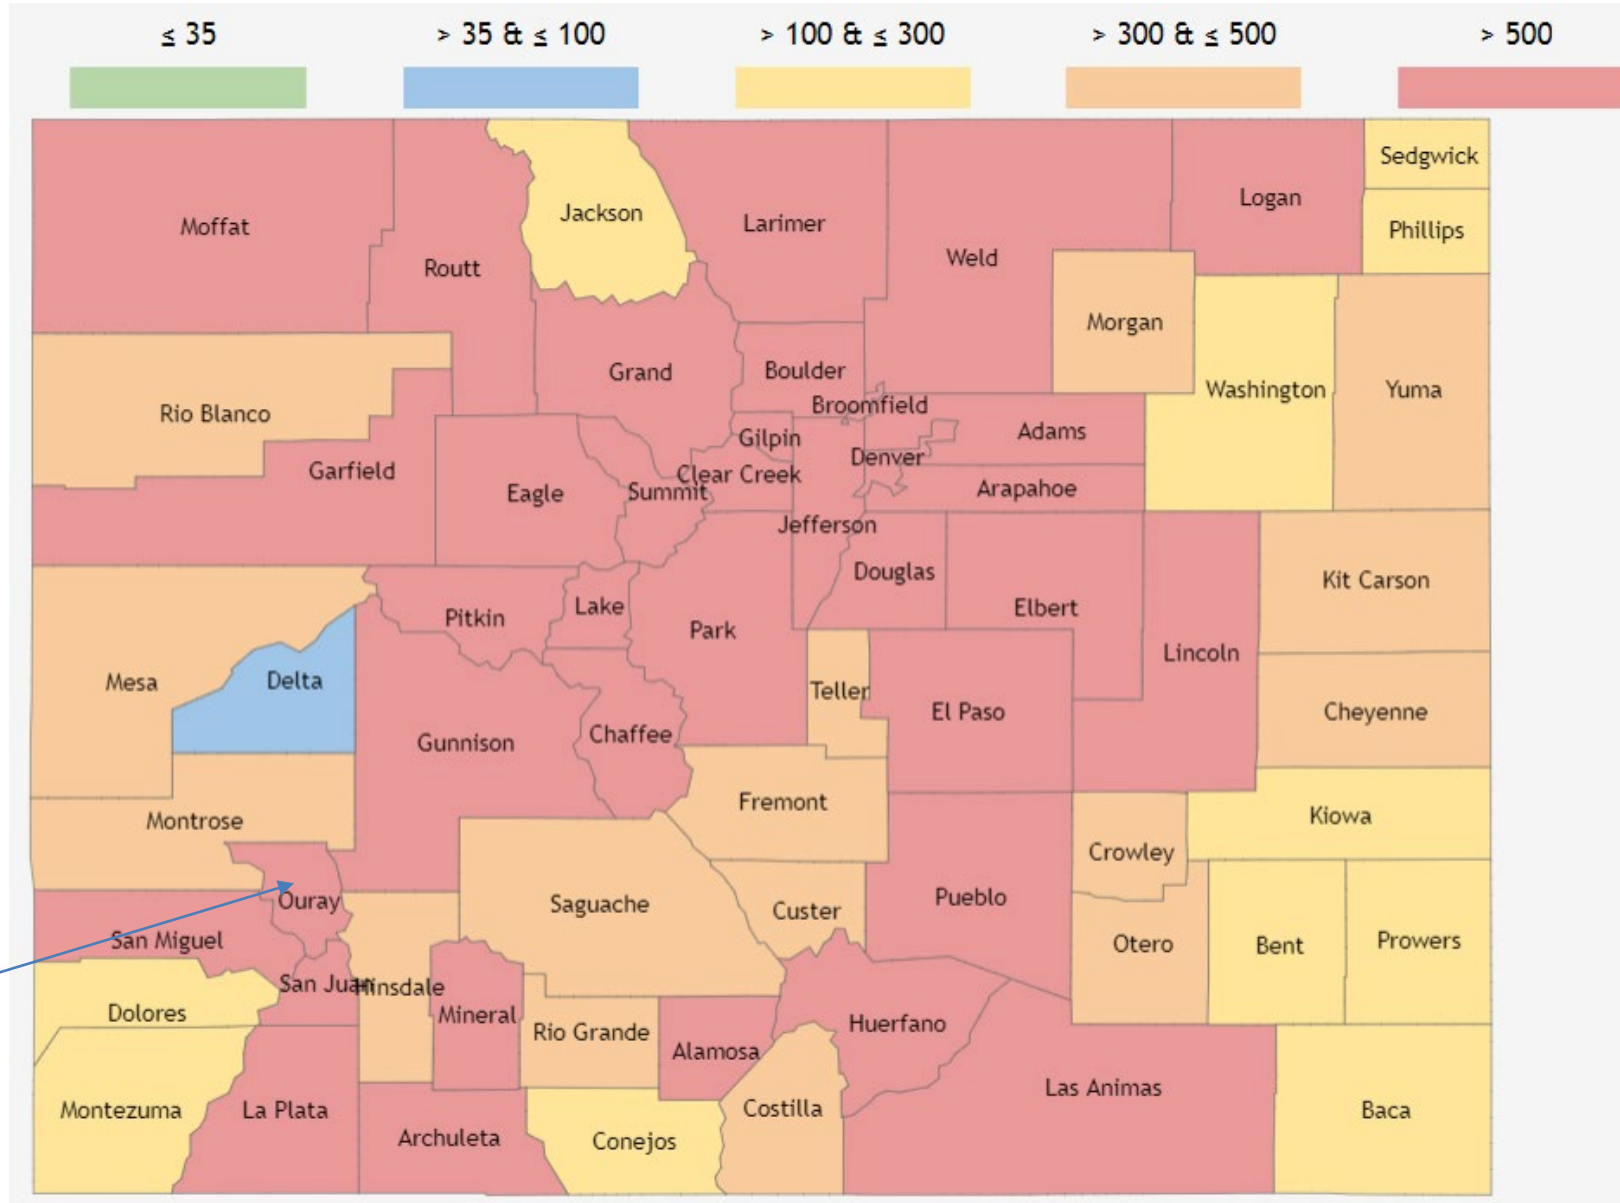 ≤ 35
> 35 & ≤ 100
> 100 & ≤ 300
> 300 & ≤ 500
> 500
Sedgwick
Logan
Jackson
Moffat
Larimer
Phillips
Weld
Routt
Morgan
Grand
Boulder
Washington
Yuma
Broomfield
Rio Blanco
Gilpin
Adams
Denver
Garfield
Clear Creek
Eagle
Summit
Arapahoe
Jefferson
Douglas
Kit Carson
Lake
Elbert
Pitkin
Park
Lincoln
Mesa
Delta
Teller
El Paso
Cheyenne
Chaffee
Gunnison
Fremont
Montrose
Kiowa
Crowley
Ouray
Saguache
Pueblo
Custer
San Miguel
Otero
Bent
Prowers
San Juan
Hinsdale
Dolores
Mineral
Rio Grande
Huerfano
Alamosa
Las Animas
Montezuma
La Plata
Costilla
Baca
Archuleta
Conejos